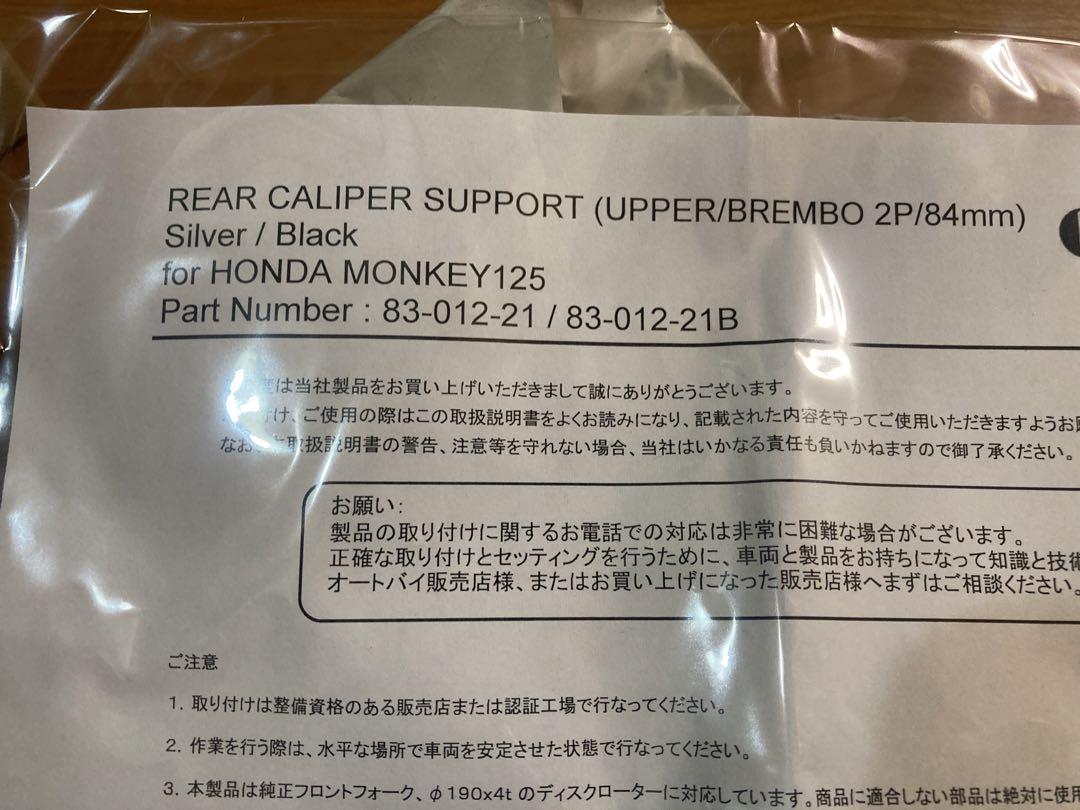 REAR CALIPER SUPPORT (UPPER/BREMBO 2P/84mm)
Silver / Black
for HONDA MONKEY125
Part Number : 83-012-21 / 83-012-21B
は当社製品をお買い上げいただきまして誠にありがとうございます。
付け、ご使用の際はこの取扱説明書をよくお読みになり、記載された内容を守ってご使用いただきますようお
なお 取扱説明書の警告、注意等を守れない場合、当社はいかなる責任も負いかねますので御了承ください。
お願い:
製品の取り付けに関するお電話での対応は非常に困難な場合がございます。
正確な取り付けとセッティングを行うために、車両と製品をお持ちになって知識と技術
オートバイ販売店様、またはお買い上げになった販売店様へまずはご相談ください。
ご注意
1. 取り付けは整備資格のある販売店または認証工場で行なってください。
2. 作業を行う際は、水平な場所で車両を安定させた状態で行なってください。
3. 本製品は純正フロントフォーク、φ190x4t のディスクローターに対応しています。商品に適合しない部品は絶対に使用